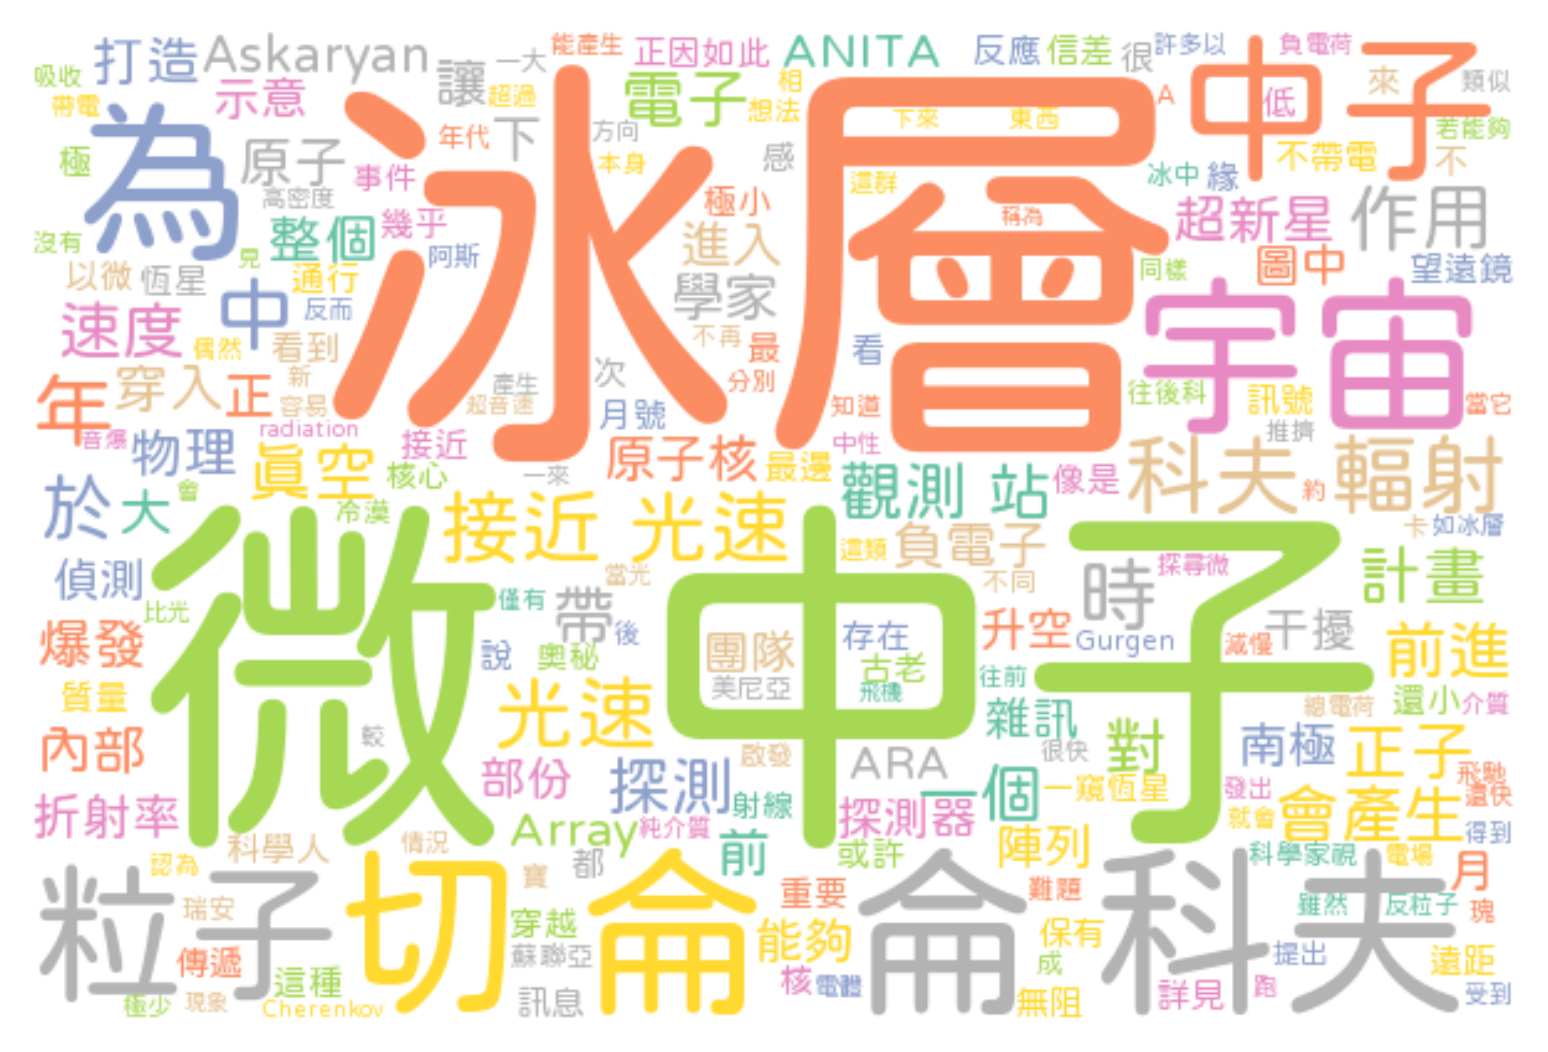 打造 Askaryan 讓 一大 能產生 正因如此 ANITA 反應 信差 很 許多以 負電荷
吸收 帶電 示意 超過 電子 相 想法 下來 東西 A 中子 低 來 類似
為 冰層 年代 下 方向 本身 感 這群 冰中 緣 不帶電 不 若能夠
極 原子 事件 高密度 極小 稱為 超新星 作用
沒有 整個 幾乎 見 阿斯 進入 同樣 圖中 望遠鏡
以微 恆星 通行 反而 中 學家 不再 宇宙
速度 偶然 看到 次 最 看
年 穿入 正 新 容易 產生 超音速 月號 分別 知道 往後科 訊號 當它
音爆 radiation 物理 接近 原子核 中性 推擠
真空 核心 一來 最邊 觀測 站 像是 科夫 約 輻射
於 大 會 冷漠 接近 光速 負電子 卡 如冰層
微中子 偵測 當光 這類 不同 時 探尋微 計畫
比光 僅有 帶 後 團隊 存在 升空 Gurgen 減慢 干擾 前進
爆發 說 奧秘 美尼亞 古老 飛機 往前
質量 光速 雜訊 總電荷 還小 介質
內部 較 部份 啟發 ARA 很快 對 南極 正子 飛馳
探測 射線 一個 一窺恆星 發出 還快
折射率 Array 純介質 探測器 就會 會產生 得到
科學人 情況 前 或許 陣列 科學家視 電場
認為 粒子 切 侖 侖 科夫 寶 都 重要 難題 月
瑞安 穿越 能夠 保有 雖然 反粒子 瑰
傳遞 這種 蘇聯亞 核 電體 成 提出 遠距
極少 現象 Cherenkov 訊息 無阻 詳見 跑 受到